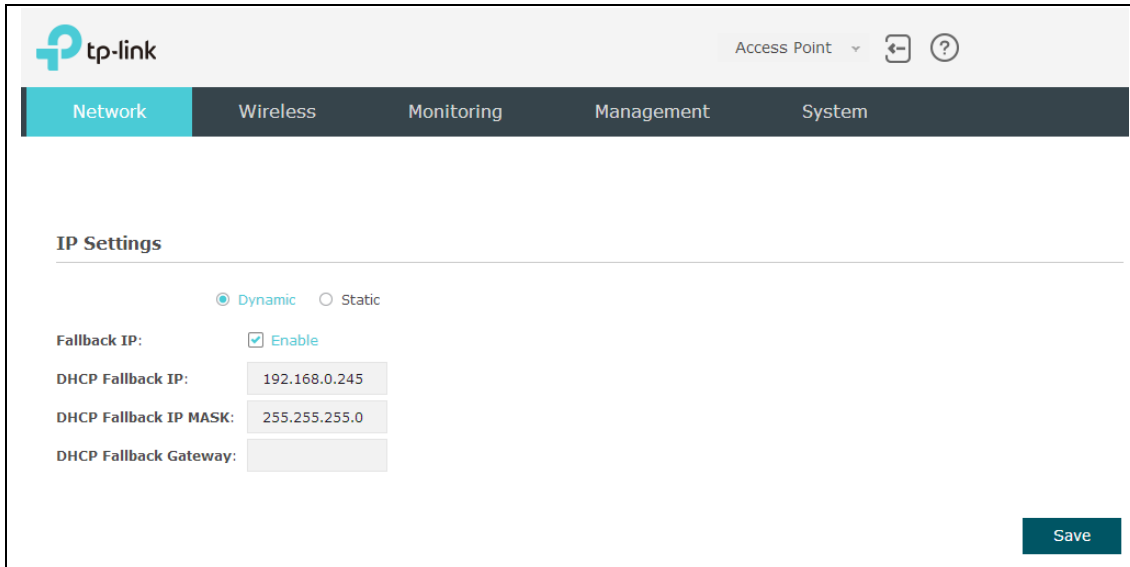 tp-link
Access Point
Network Wireless Monitoring Management System
IP Settings
Dynamic Static
Fallback IP: Enable
DHCP Fallback IP: 192.168.0.245
DHCP Fallback IP MASK: 255.255.255.0
DHCP Fallback Gateway:
Save